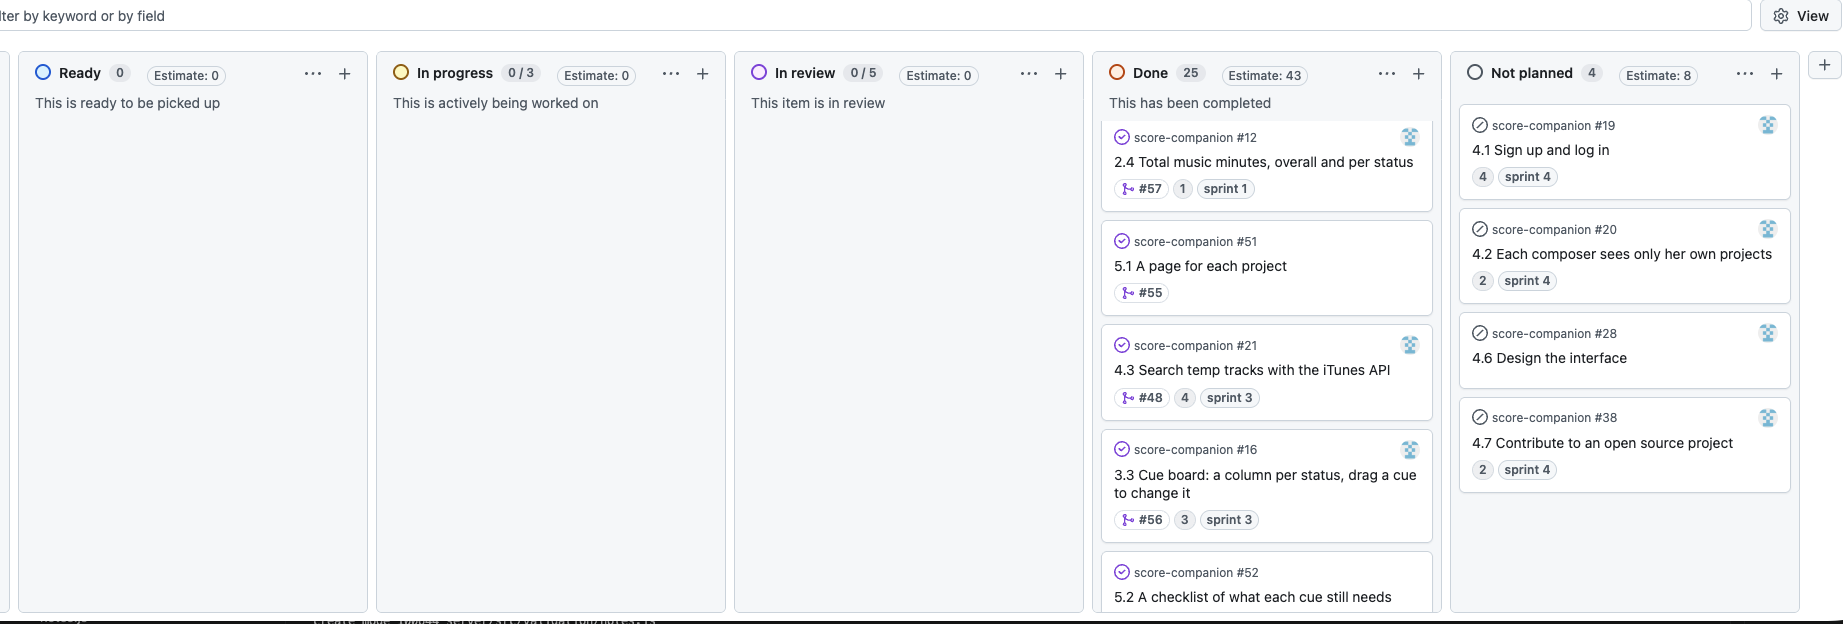 lter by keyword or by field
View
Ready 0 Estimate: 0
This is ready to be picked up
In progress 0 / 3 Estimate: 0
This is actively being worked on
In review 0 / 5 Estimate: 0
This item is in review
Done 25 Estimate: 43
This has been completed
score-companion #12
2.4 Total music minutes, overall and per status
#57 1 sprint 1
score-companion #51
5.1 A page for each project
#55
score-companion #21
4.3 Search temp tracks with the iTunes API
#48 4 sprint 3
score-companion #16
3.3 Cue board: a column per status, drag a cue
to change it
#56 3 sprint 3
score-companion #52
5.2 A checklist of what each cue still needs
Not planned 4 Estimate: 8
score-companion #19
4.1 Sign up and log in
4 sprint 4
score-companion #20
4.2 Each composer sees only her own projects
2 sprint 4
score-companion #28
4.6 Design the interface
score-companion #38
4.7 Contribute to an open source project
2 sprint 4